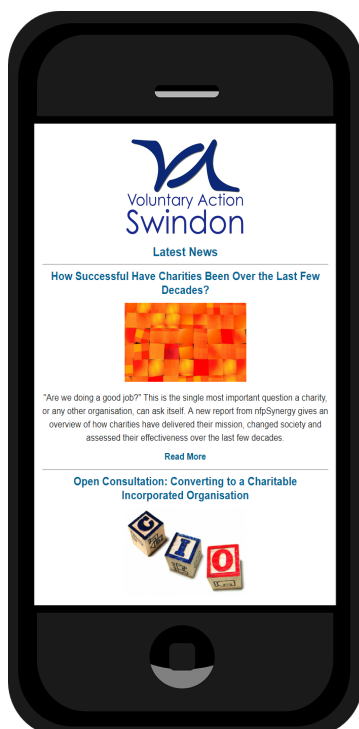 Voluntary Action
Swindon
Latest News
How Successful Have Charities Been Over the Last Few
Decades?
"Are we doing a good job?" This is the single most important question a charity,
or any other organisation, can ask itself. A new report from nfpSynergy gives an
overview of how charities have delivered their mission, changed society and
assessed their effectiveness over the last few decades.
Read More
Open Consultation: Converting to a Charitable
Incorporated Organisation
C I O